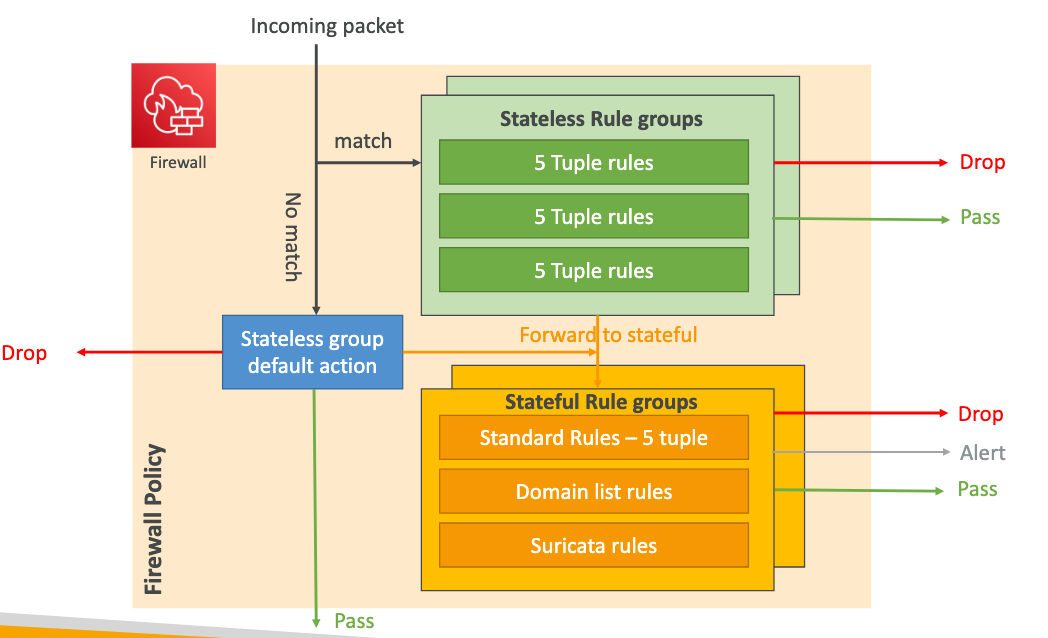 Incoming packet
Firewall
match
No match
Stateless Rule groups
5 Tuple rules
5 Tuple rules
5 Tuple rules
Drop
Pass
Stateless group
default action
Drop
Forward to stateful
Stateful Rule groups
Standard Rules – 5 tuple
Domain list rules
Suricata rules
Drop
Alert
Pass
Firewall Policy
Pass